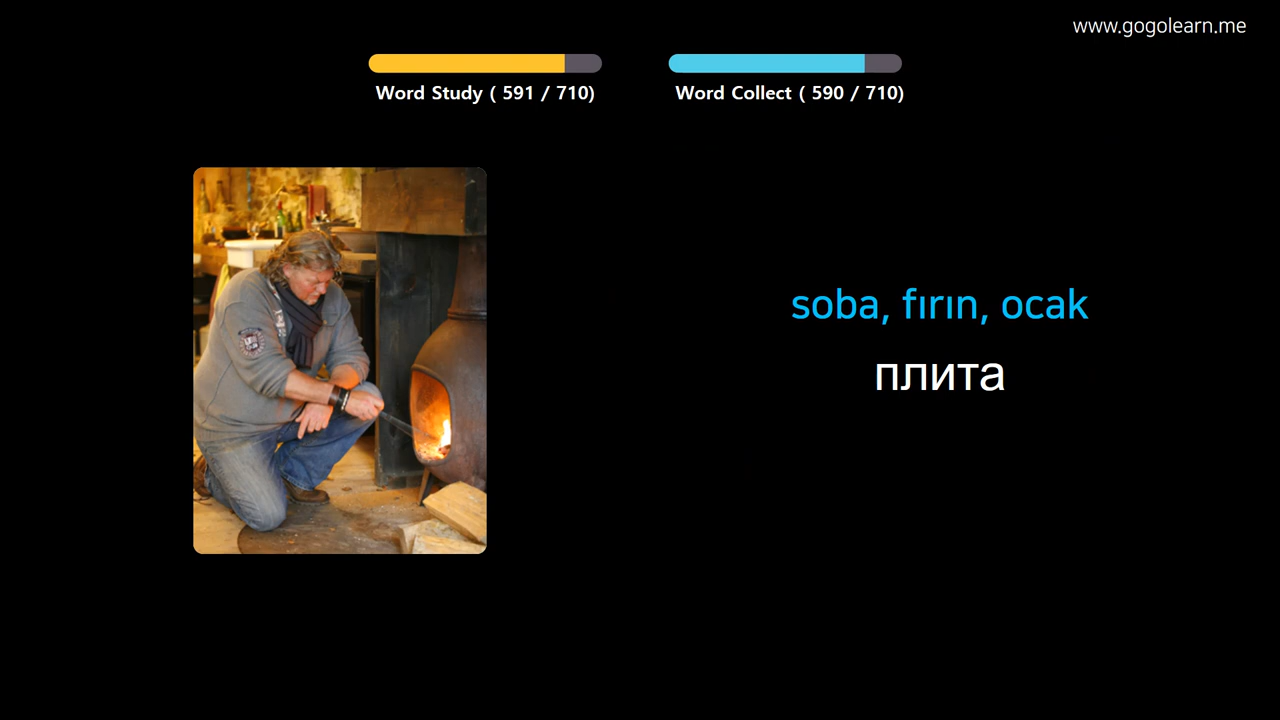 www.gogolearn.me
Word Study ( 591 / 710)
Word Collect ( 590 / 710)
soba, fırın, ocak
плита